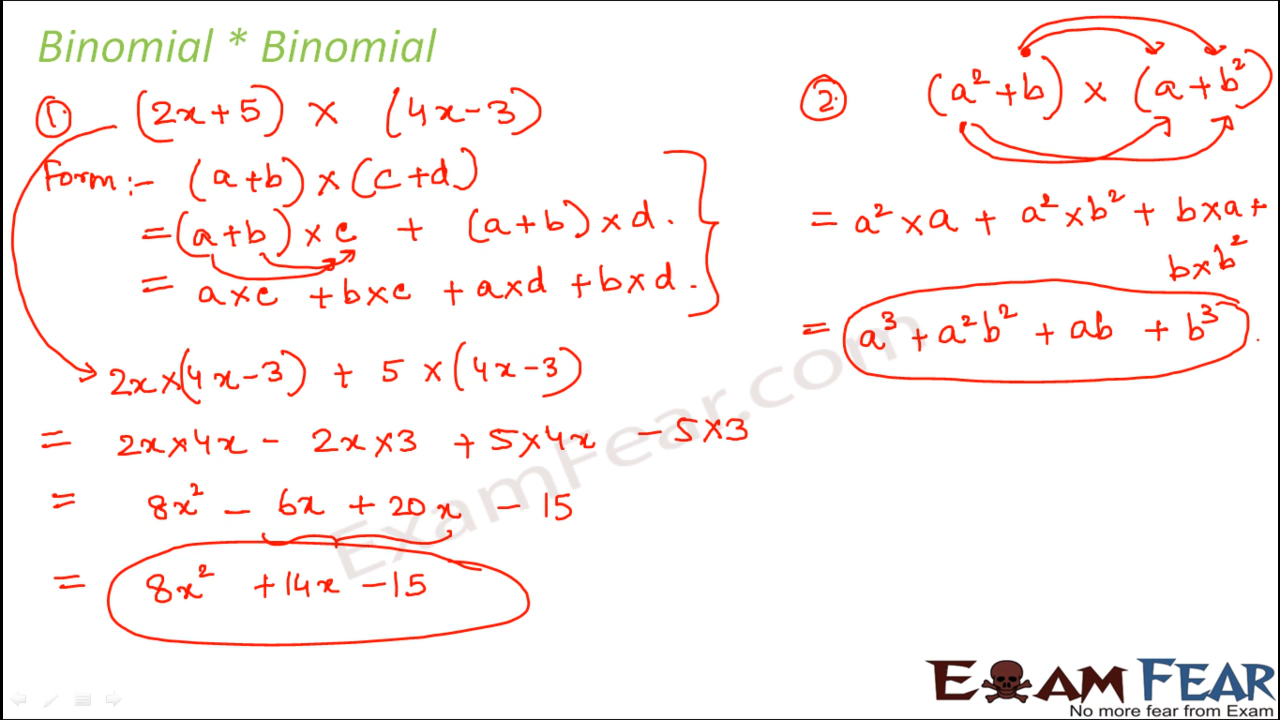 Binomial * Binomial
① (2x+5) × (4x-3)
Form :- (a+b) × (c+d)
= (a+b) × c + (a+b) × d.
= a×c + b×c + a×d + b×d.
2x×(4x-3) + 5 ×(4x-3)
= 2x×4x - 2x×3 + 5×4x - 5×3
= 8x² - 6x + 20x - 15
= 8x² + 14x - 15
② (a²+b) × (a+b²)
= a²×a + a²×b² + b×a+
b×b²
= a³ + a²b² + ab + b³.
ExamFear.com
EXAM FEAR
No more fear from Exam